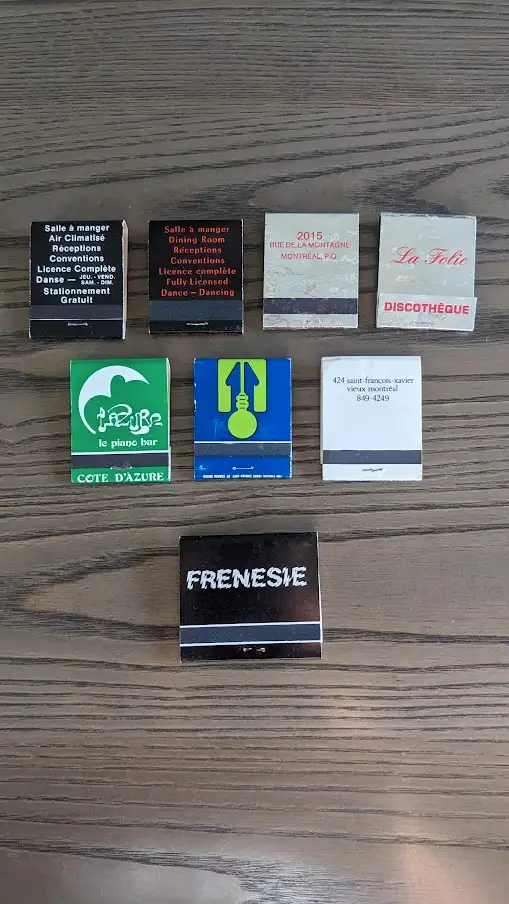 Salle à manger
Air Climatisé
Réceptions
Conventions
Licence Complète
Danse — JEU. - VEND.
SAM. - DIM.
Stationnement
Gratuit
Salle à manger
Dining Room
Réceptions
Conventions
Licence complète
Fully Licensed
Dance — Dancing
2015
RUE DE LA MONTAGNE
MONTRÉAL, P.Q.
La Folie
DISCOTHÈQUE
L'AZURE
le piano bar
COTE D'AZURE
424 saint-françois-xavier
vieux montréal
849-4249
FRENESIE